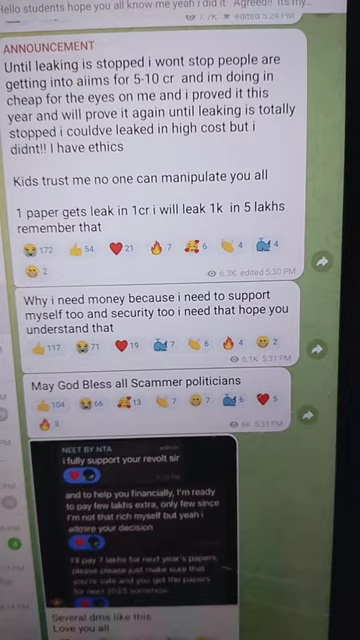 Hello students hope you all know me yeah i did it Agreed!! Its my...
7.7K edited 5:24 PM
ANNOUNCEMENT
Until leaking is stopped i wont stop people are
getting into aiims for 5-10 cr and im doing in
cheap for the eyes on me and i proved it this
year and will prove it again until leaking is totally
stopped i couldve leaked in high cost but i
didnt!! I have ethics
Kids trust me no one can manipulate you all
1 paper gets leak in 1cr i will leak 1k in 5 lakhs
remember that
172 54 21 7 6 4 4
2
6.3K edited 5:30 PM
Why i need money because i need to support
myself too and security too i need that hope you
understand that
117 71 19 7 6 4 2
6.1K 5:31 PM
May God Bless all Scammer politicians
104 66 13 7 7 6 5
3
6K 5:31 PM
NEET BY NTA
i fully support your revolt sir
and to help you financially, I'm ready
to pay few lakhs extra, only few since
I'm not that rich myself but yeah i
admire your decision
I'll pay 7 lakhs for next year's papers,
please please just make sure that
you're safe and you get the papers
for neet 2025 somehow
Several dms like this
Love you all